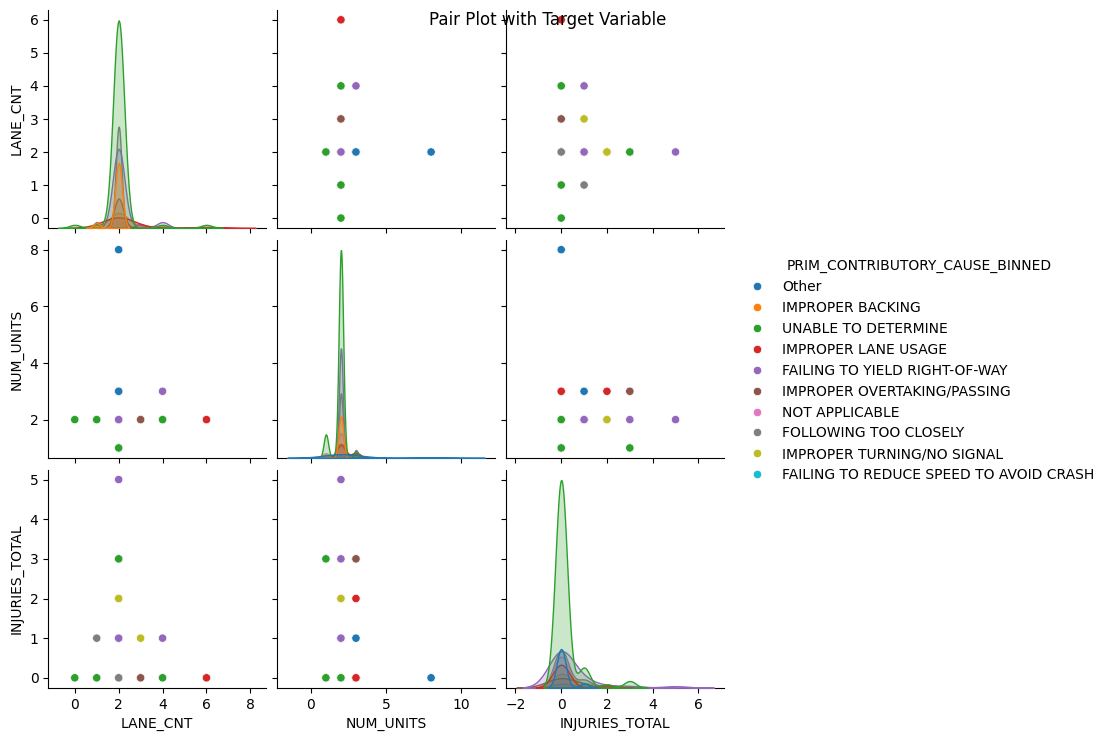 Pair Plot with Target Variable
LANE_CNT
6
5
4
3
2
1
0
NUM_UNITS
8
6
4
2
INJURIES_TOTAL
5
4
3
2
1
0
0 2 4 6 8
LANE_CNT
0 5 10
NUM_UNITS
−2 0 2 4 6
INJURIES_TOTAL
PRIM_CONTRIBUTORY_CAUSE_BINNED
Other
IMPROPER BACKING
UNABLE TO DETERMINE
IMPROPER LANE USAGE
FAILING TO YIELD RIGHT-OF-WAY
IMPROPER OVERTAKING/PASSING
NOT APPLICABLE
FOLLOWING TOO CLOSELY
IMPROPER TURNING/NO SIGNAL
FAILING TO REDUCE SPEED TO AVOID CRASH